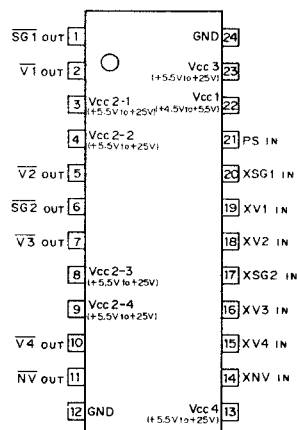 SG1 OUT 1 GND 24
V1 OUT 2 Vcc 3 23
(+5.5V to +25V)
3 Vcc 2-1 Vcc 1 22
(+5.5V to +25V) (+4.5V to +5.5V)
4 Vcc 2-2 21 PS IN
(+5.5V to +25V)
V2 OUT 5 20 XSG1 IN
SG2 OUT 6 19 XV1 IN
V3 OUT 7 18 XV2 IN
8 Vcc 2-3 17 XSG2 IN
(+5.5V to +25V)
9 Vcc 2-4 16 XV3 IN
(+5.5V to +25V)
V4 OUT 10 15 XV4 IN
NV OUT 11 14 XNV IN
12 GND Vcc 4 13
(+5.5V to +25V)